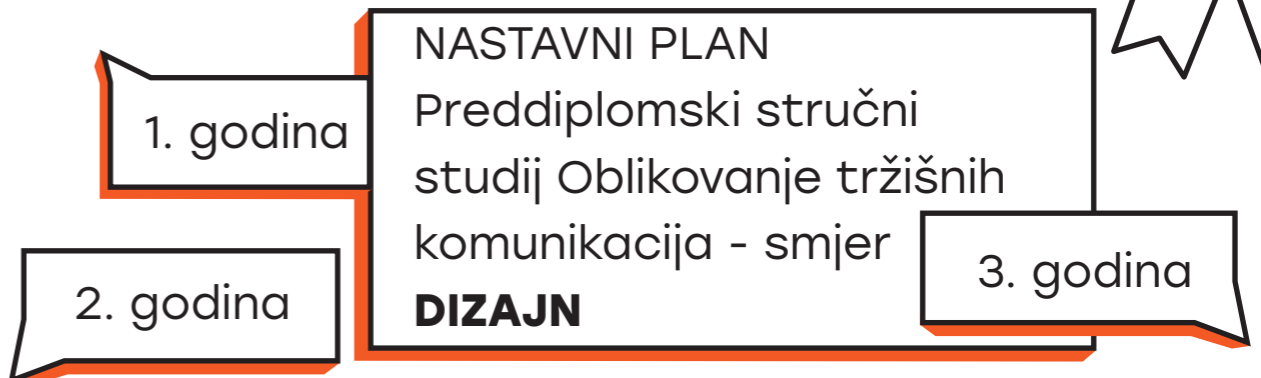 NASTAVNI PLAN
Preddiplomski stručni
studij Oblikovanje tržišnih
komunikacija - smjer
DIZAJN
1. godina
2. godina
3. godina